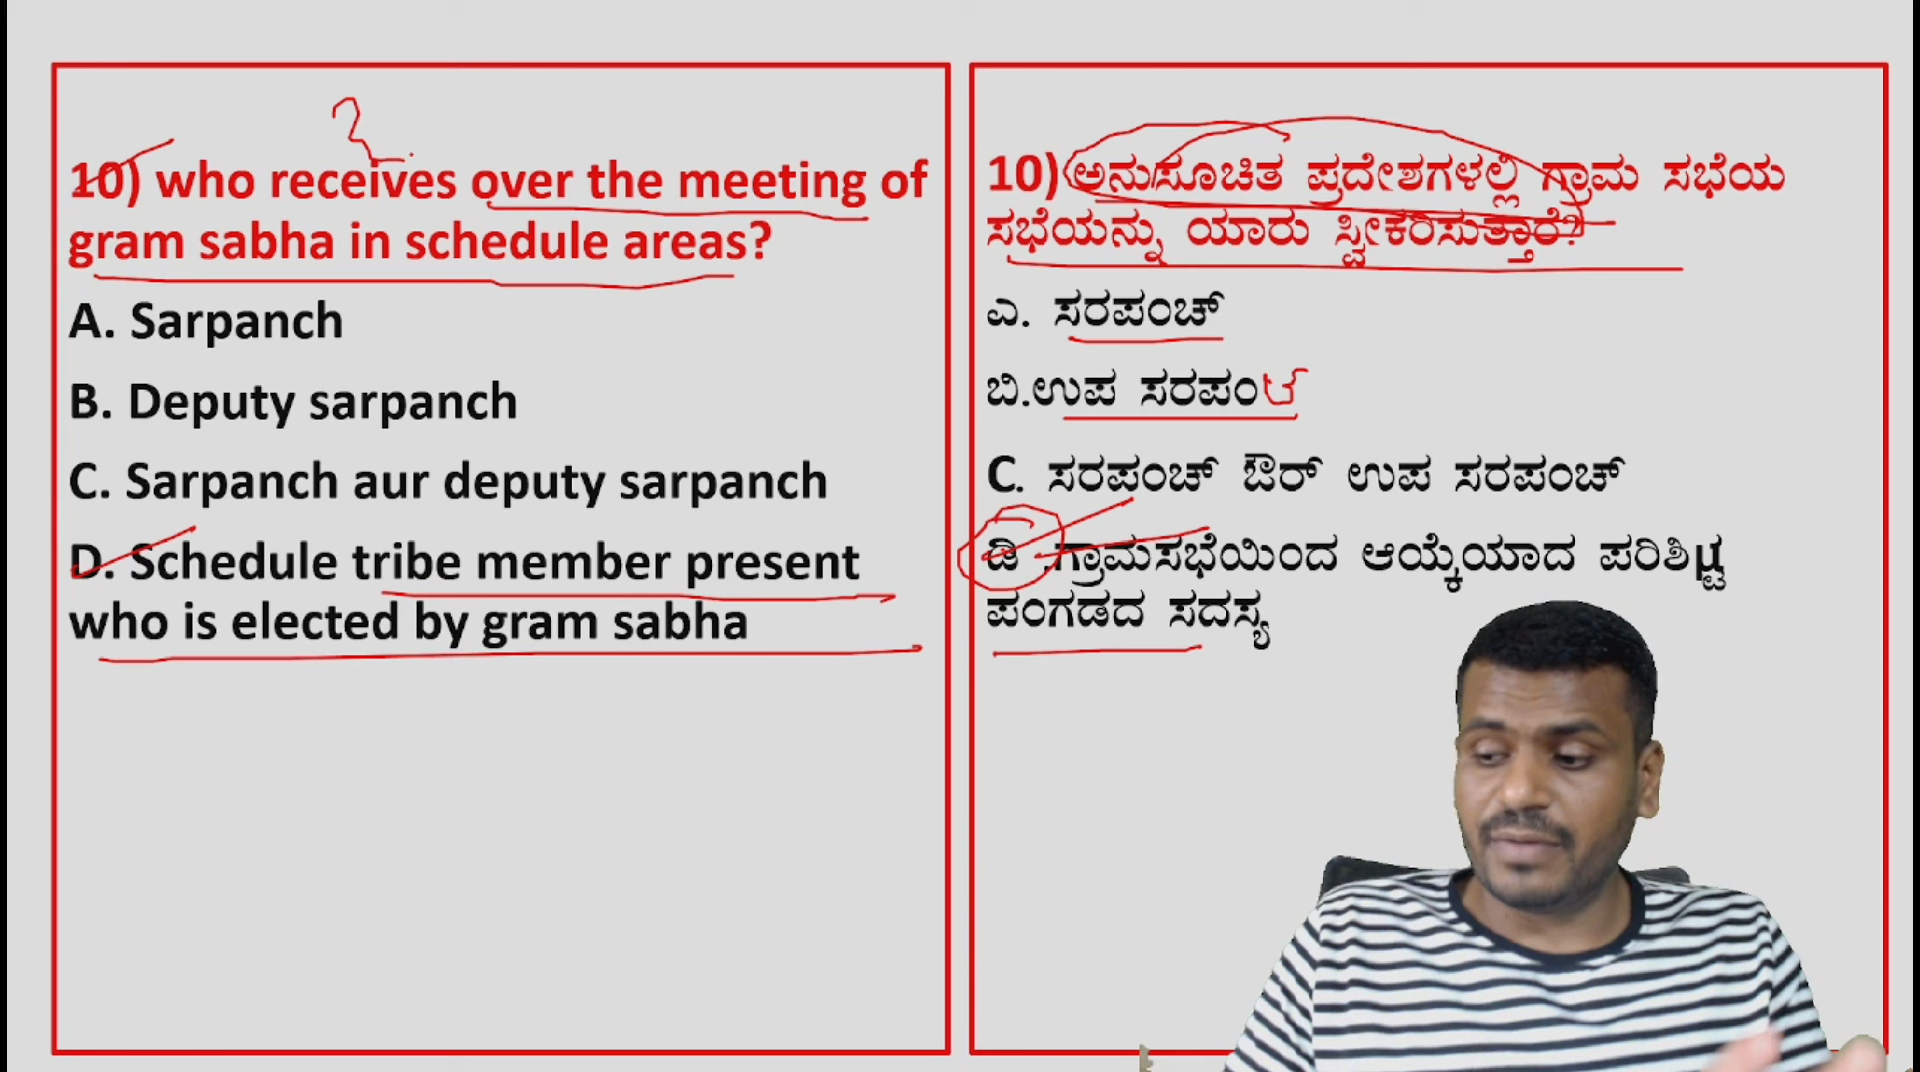 10) who receives over the meeting of
gram sabha in schedule areas?
A. Sarpanch
B. Deputy sarpanch
C. Sarpanch aur deputy sarpanch
D. Schedule tribe member present
who is elected by gram sabha
10) ಅನುಸೂಚಿತ ಪ್ರದೇಶಗಳಲ್ಲಿ ಗ್ರಾಮ ಸಭೆಯ
ಸಭೆಯನ್ನು ಯಾರು ಸ್ವೀಕರಿಸುತ್ತಾರೆ?
ಎ. ಸರಪಂಚ್
ಬಿ.ಉಪ ಸರಪಂಚ
C. ಸರಪಂಚ್ ಔರ್ ಉಪ ಸರಪಂಚ್
ಡಿ .ಗ್ರಾಮಸಭೆಯಿಂದ ಆಯ್ಕೆಯಾದ ಪರಿಶಿಷ್ಟ
ಪಂಗಡದ ಸದಸ್ಯ